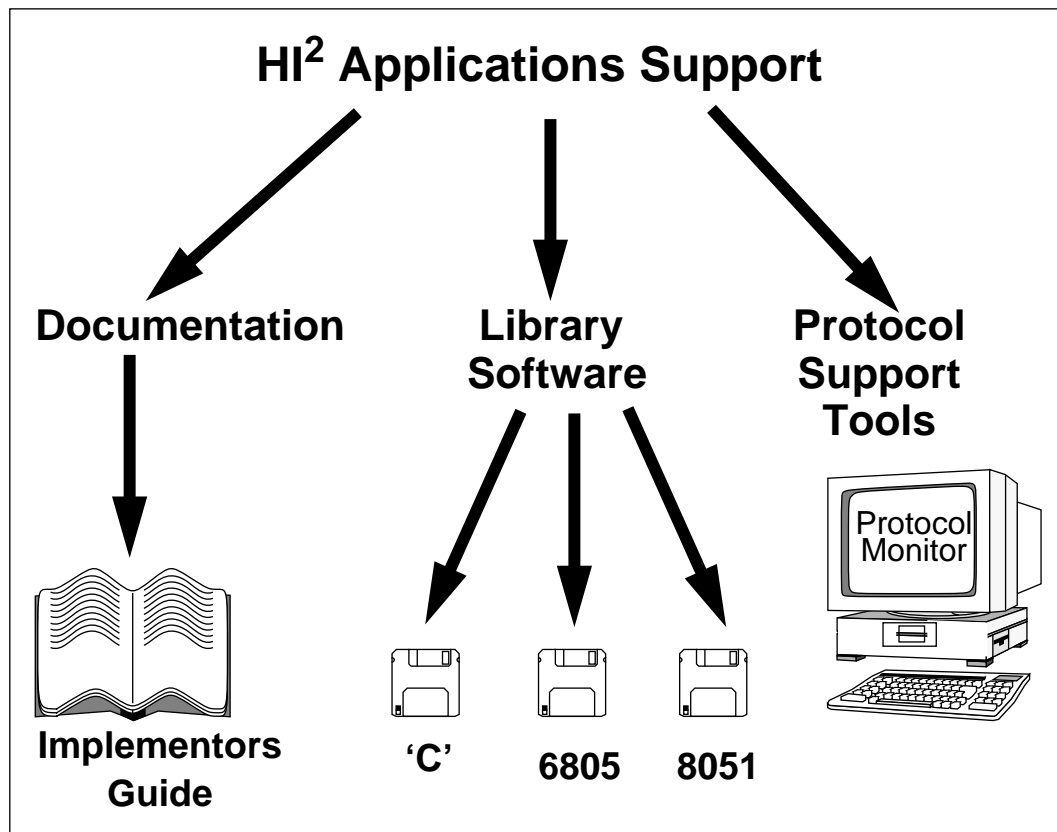 HI² Applications Support
Documentation
Library
Software
Protocol
Support
Tools
Protocol
Monitor
Implementors
Guide
‘C’
6805
8051